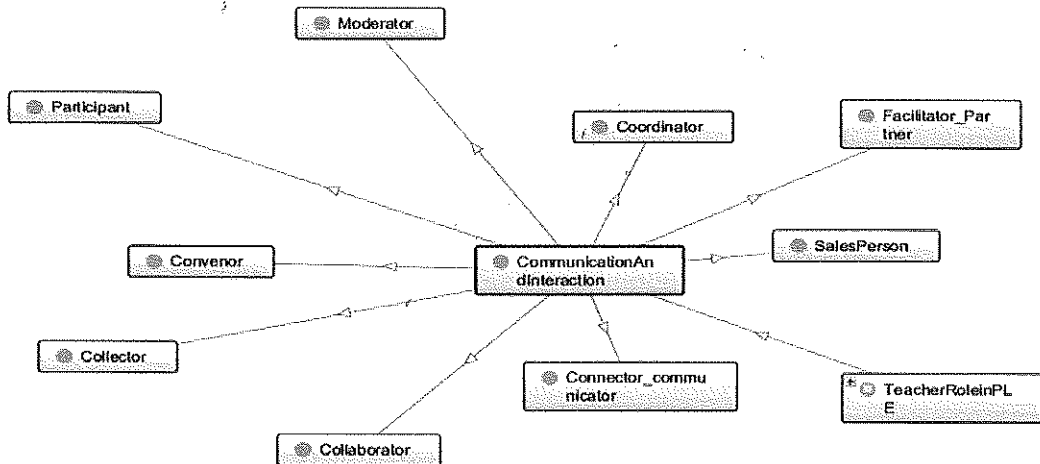 Moderator
Participant
Coordinator
Facilitator_Par
tner
Convenor
CommunicationAn
dInteraction
SalesPerson
Collector
Connector_commu
nicator
TeacherRoleinPL
E
Collaborator